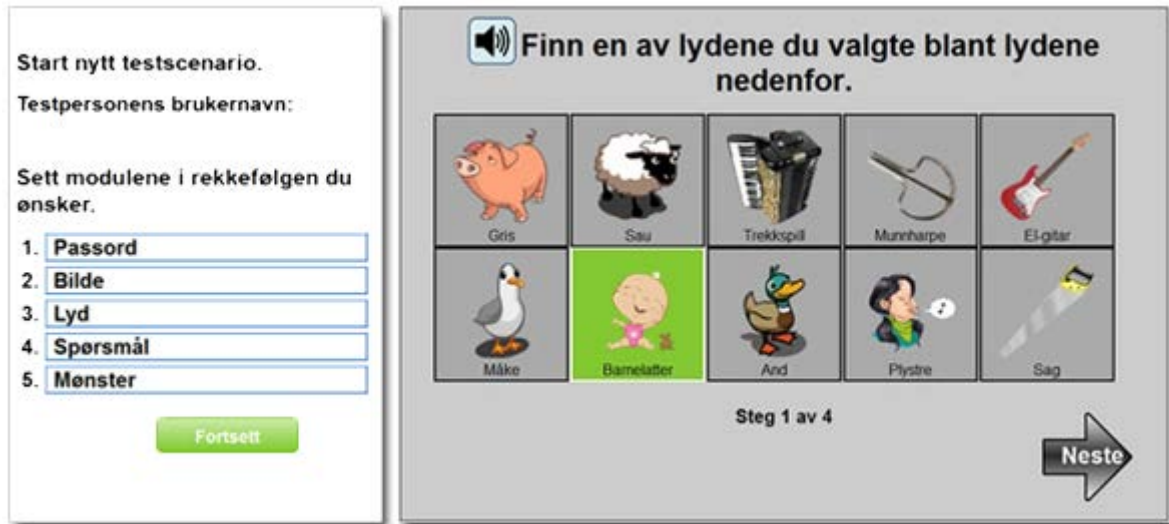 Start nytt testscenario.
Testpersonens brukernavn:
Sett modulene i rekkefølgen du
ønsker.
1. Passord
2. Bilde
3. Lyd
4. Spørsmål
5. Mønster
Fortsett
Finn en av lydene du valgte blant lydene
nedenfor.
Gris Sau Trekkspill Munnharpe El-gitar
Måke Barnelatter And Plystre Sag
Steg 1 av 4
Neste